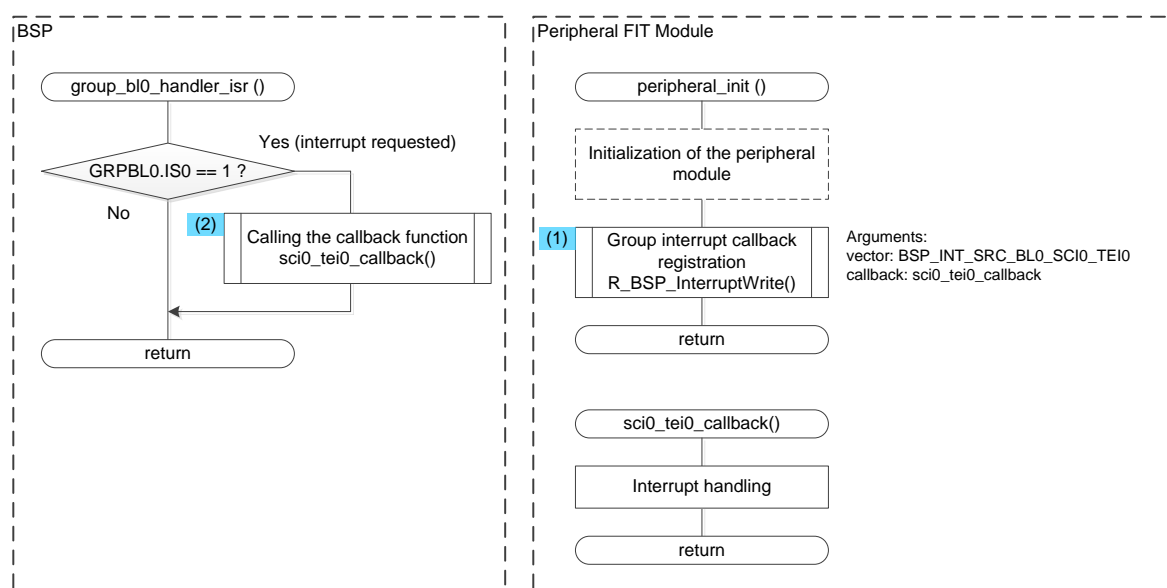 BSP
group_bl0_handler_isr ()
Yes (interrupt requested)
GRPBL0.IS0 == 1 ?
No
(2)
Calling the callback function
sci0_tei0_callback()
return
Peripheral FIT Module
peripheral_init ()
Initialization of the peripheral
module
(1)
Group interrupt callback
registration
R_BSP_InterruptWrite()
Arguments:
vector: BSP_INT_SRC_BL0_SCI0_TEI0
callback: sci0_tei0_callback
return
sci0_tei0_callback()
Interrupt handling
return